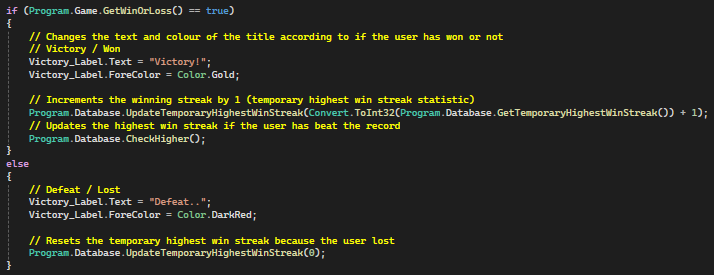 if (Program.Game.GetWinOrLoss() == true)
{
// Changes the text and colour of the title according to if the user has won or not
// Victory / Won
Victory_Label.Text = "Victory!";
Victory_Label.ForeColor = Color.Gold;
// Increments the winning streak by 1 (temporary highest win streak statistic)
Program.Database.UpdateTemporaryHighestWinStreak(Convert.ToInt32(Program.Database.GetTemporaryHighestWinStreak()) + 1);
// Updates the highest win streak if the user has beat the record
Program.Database.CheckHigher();
}
else
{
// Defeat / Lost
Victory_Label.Text = "Defeat..";
Victory_Label.ForeColor = Color.DarkRed;
// Resets the temporary highest win streak because the user lost
Program.Database.UpdateTemporaryHighestWinStreak(0);
}